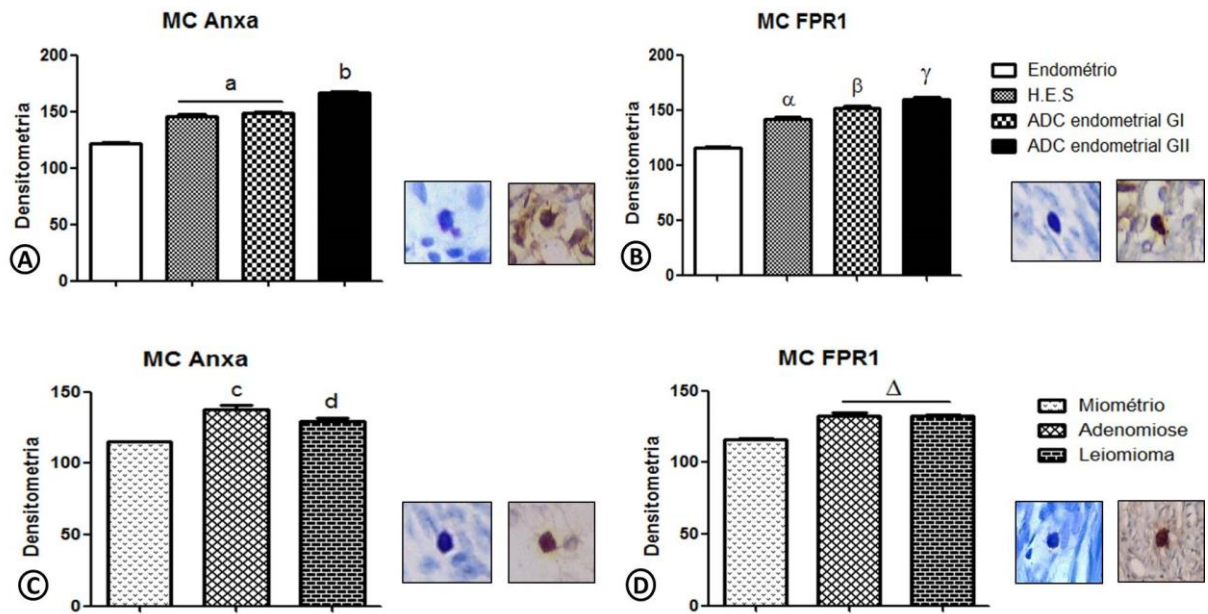 MC Anxa
200
150
100
50
0
Densitometria
a
b
A
MC FPR1
200
150
100
50
0
Densitometria
α
β
γ
B
Endométrio
H.E.S
ADC endometrial GI
ADC endometrial GII
MC Anxa
150
100
50
0
Densitometria
c
d
C
MC FPR1
150
100
50
0
Densitometria
Δ
D
Miométrio
Adenomiose
Leiomioma